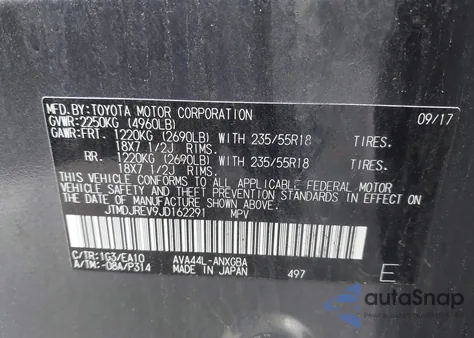 MFD.BY:TOYOTA MOTOR CORPORATION 09/17
GVWR:2250KG (4960LB)
GAWR:FRT. 1220KG (2690LB) WITH 235/55R18 TIRES.
18X7 1/2J RIMS.
RR. 1220KG (2690LB) WITH 235/55R18 TIRES.
18X7 1/2J RIMS.
THIS VEHICLE CONFORMS TO ALL APPLICABLE FEDERAL MOTOR
VEHICLE SAFETY AND THEFT PREVENTION STANDARDS IN EFFECT
ON THE DATE OF MANUFACTURE SHOWN ABOVE.
JTMDJREV9JD162291 MPV
C/TR:1G3/EA10 AVA44L-ANXGBA
A/TM:-08A/P314 MADE IN JAPAN 497 E
autoSnap
POWERED BY